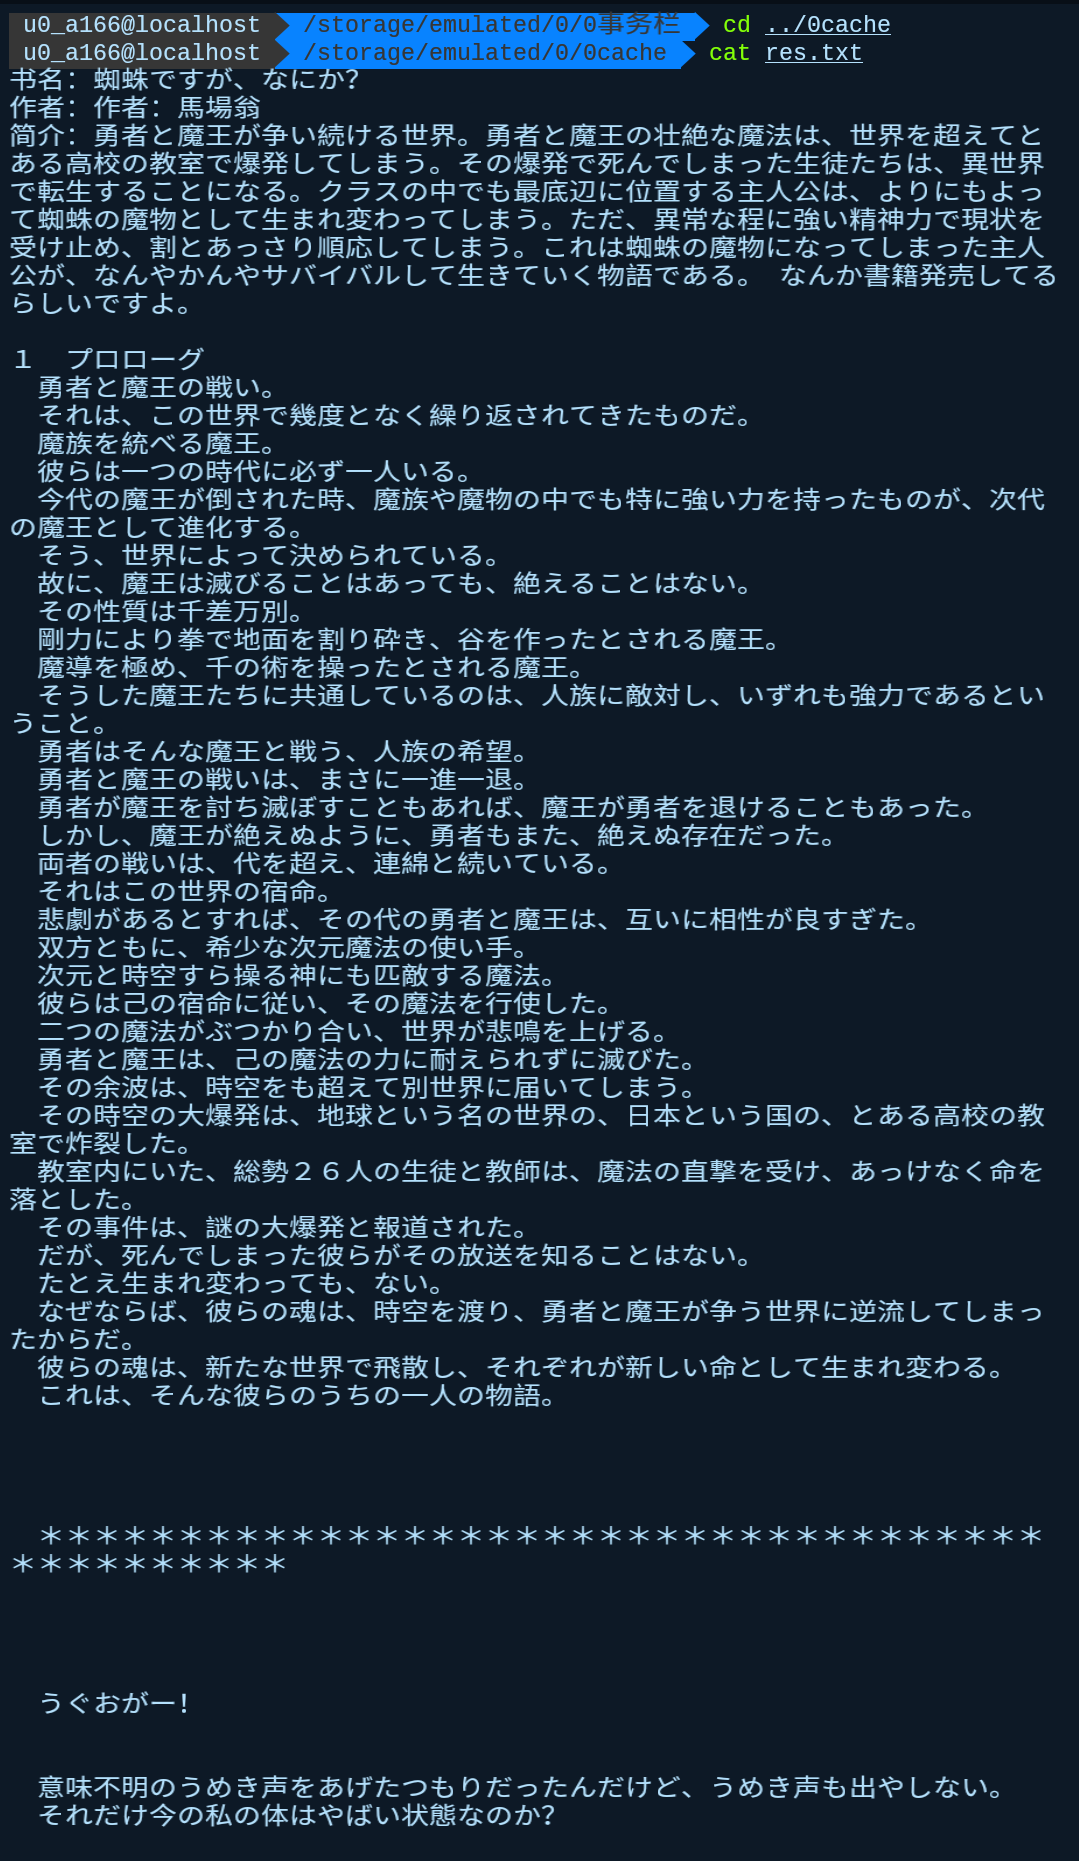 u0_a166@localhost /storage/emulated/0/0事务栏 cd ../0cache
u0_a166@localhost /storage/emulated/0/0cache cat res.txt
书名: 蜘蛛ですが、なにか?
作者: 作者: 馬場翁
简介: 勇者と魔王が争い続ける世界。勇者と魔王の壮絶な魔法は、世界を超えてと
ある高校の教室で爆発してしまう。その爆発で死んでしまった生徒たちは、異世界
で転生することになる。クラスの中でも最底辺に位置する主人公は、よりにもよっ
て蜘蛛の魔物として生まれ変わってしまう。ただ、異常な程に強い精神力で現状を
受け止め、割とあっさり順応してしまう。これは蜘蛛の魔物になってしまった主人
公が、なんやかんやサバイバルして生きていく物語である。 なんか書籍発売してる
らしいですよ。
１　プロローグ
　勇者と魔王の戦い。
　それは、この世界で幾度となく繰り返されてきたものだ。
　魔族を統べる魔王。
　彼らは一つの時代に必ず一人いる。
　今代の魔王が倒された時、魔族や魔物の中でも特に強い力を持ったものが、次代
の魔王として進化する。
　そう、世界によって決められている。
　故に、魔王は滅びることはあっても、絶えることはない。
　その性質は千差万別。
　剛力により拳で地面を割り砕き、谷を作ったとされる魔王。
　魔導を極め、千の術を操ったとされる魔王。
　そうした魔王たちに共通しているのは、人族に敵対し、いずれも強力であるとい
うこと。
　勇者はそんな魔王と戦う、人族の希望。
　勇者と魔王の戦いは、まさに一進一退。
　勇者が魔王を討ち滅ぼすこともあれば、魔王が勇者を退けることもあった。
　しかし、魔王が絶えぬように、勇者もまた、絶えぬ存在だった。
　両者の戦いは、代を超え、連綿と続いている。
　それはこの世界の宿命。
　悲劇があるとすれば、その代の勇者と魔王は、互いに相性が良すぎた。
　双方ともに、希少な次元魔法の使い手。
　次元と時空すら操る神にも匹敵する魔法。
　彼らは己の宿命に従い、その魔法を行使した。
　二つの魔法がぶつかり合い、世界が悲鳴を上げる。
　勇者と魔王は、己の魔法の力に耐えられずに滅びた。
　その余波は、時空をも超えて別世界に届いてしまう。
　その時空の大爆発は、地球という名の世界の、日本という国の、とある高校の教
室で炸裂した。
　教室内にいた、総勢２６人の生徒と教師は、魔法の直撃を受け、あっけなく命を
落とした。
　その事件は、謎の大爆発と報道された。
　だが、死んでしまった彼らがその放送を知ることはない。
　たとえ生まれ変わっても、ない。
　なぜならば、彼らの魂は、時空を渡り、勇者と魔王が争う世界に逆流してしまっ
たからだ。
　彼らの魂は、新たな世界で飛散し、それぞれが新しい命として生まれ変わる。
　これは、そんな彼らのうちの一人の物語。
　＊＊＊＊＊＊＊＊＊＊＊＊＊＊＊＊＊＊＊＊＊＊＊＊＊＊＊＊＊＊＊＊＊＊＊＊
＊＊＊＊＊＊＊＊＊＊
　うぐおがー!
　意味不明のうめき声をあげたつもりだったんだけど、うめき声も出やしない。
　それだけ今の私の体はやばい状態なのか?